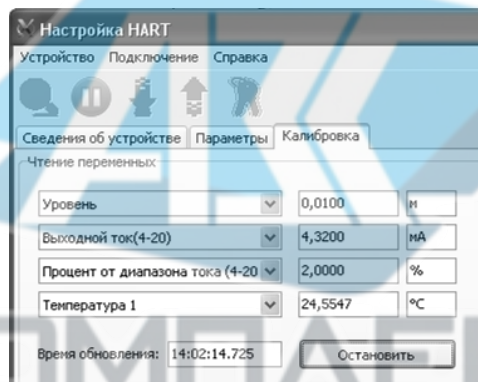 Настройка HART
Устройство Подключение Справка
Сведения об устройстве Параметры Калибровка
Чтение переменных
Уровень 0,0100 м
Выходной ток(4-20) 4,3200 мА
Процент от диапазона тока (4-20 2,0000 %
Температура 1 24,5547 °C
Время обновления: 14:02:14.725 Остановить